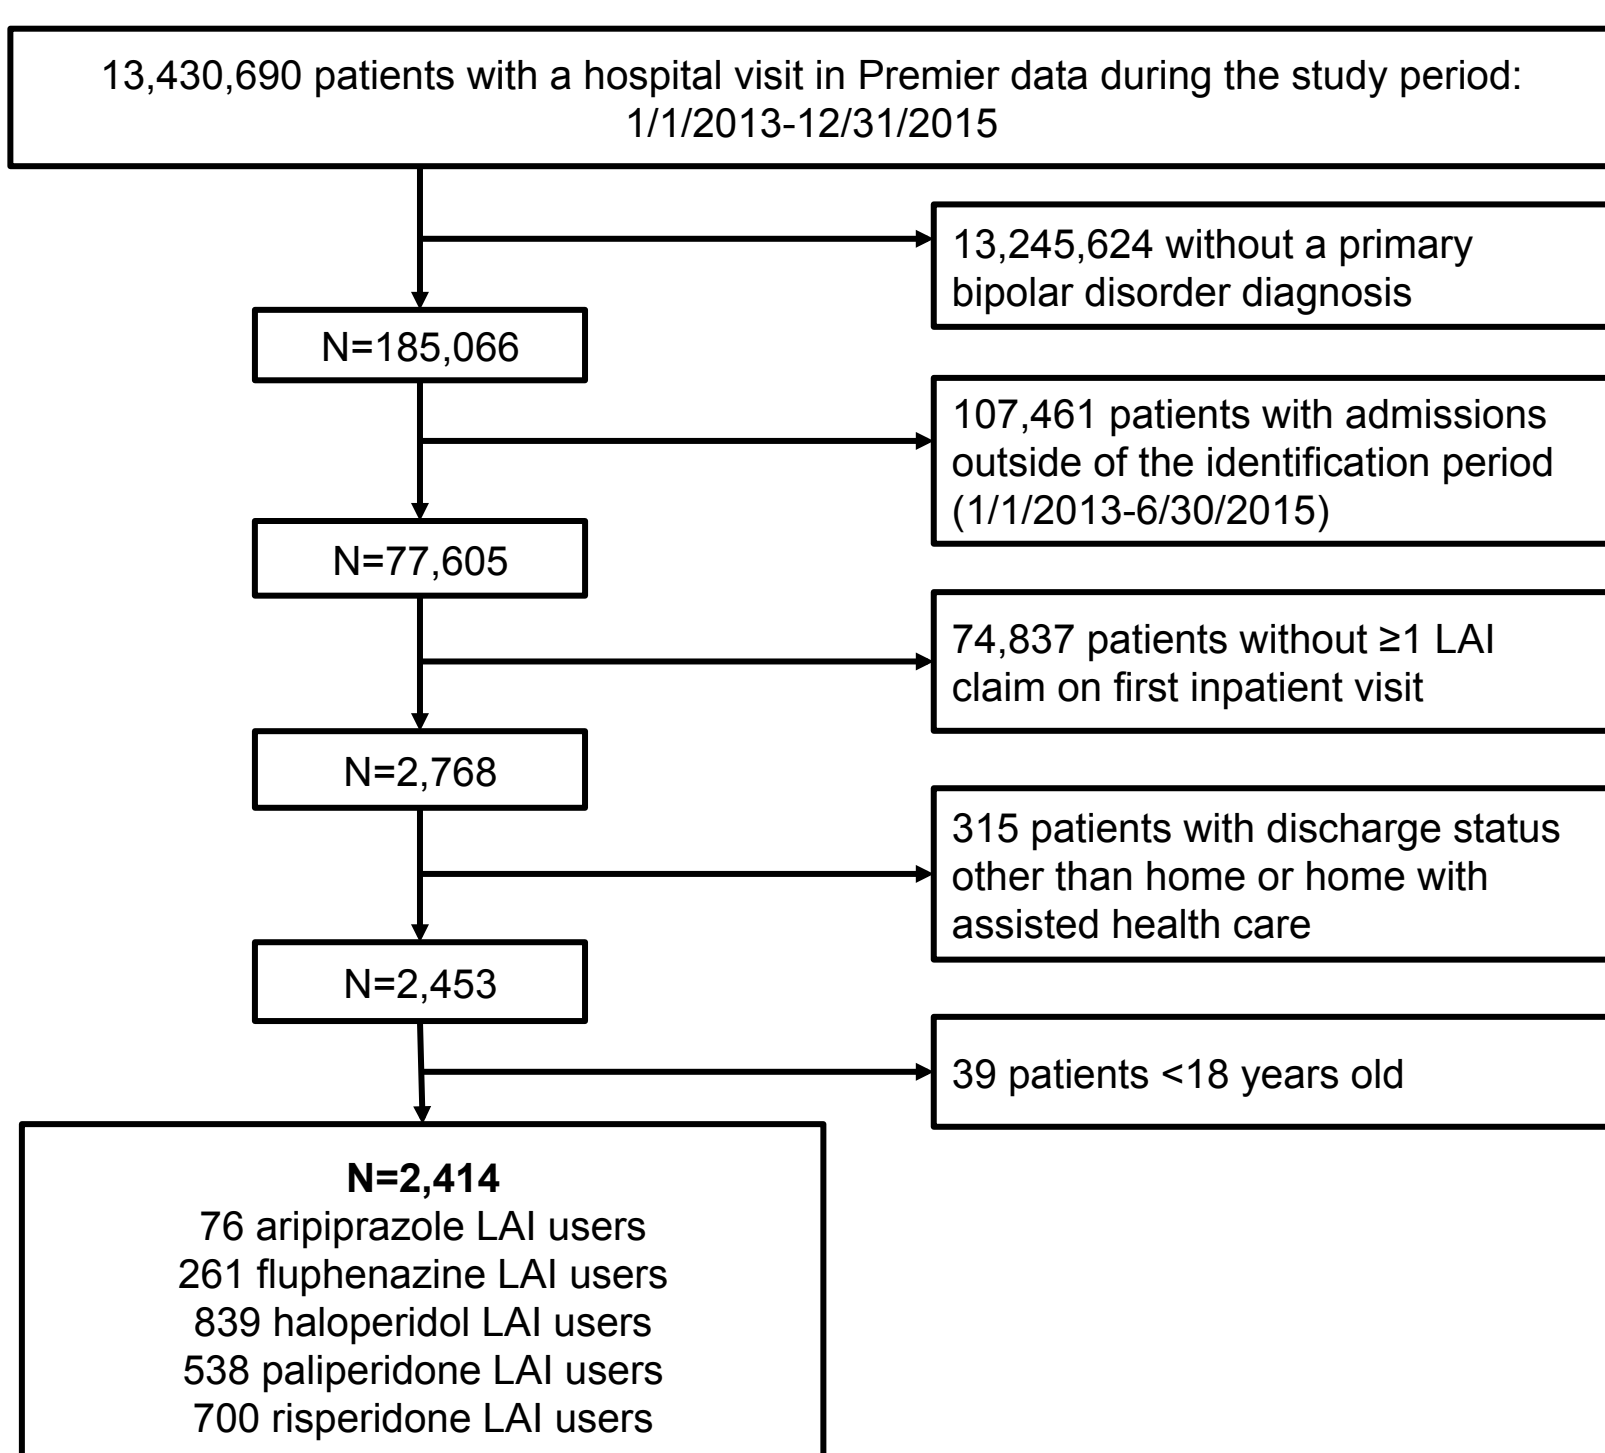 13,430,690 patients with a hospital visit in Premier data during the study period:
1/1/2013-12/31/2015
13,245,624 without a primary
bipolar disorder diagnosis
N=185,066
107,461 patients with admissions
outside of the identification period
(1/1/2013-6/30/2015)
N=77,605
74,837 patients without ≥1 LAI
claim on first inpatient visit
N=2,768
315 patients with discharge status
other than home or home with
assisted health care
N=2,453
39 patients <18 years old
N=2,414
76 aripiprazole LAI users
261 fluphenazine LAI users
839 haloperidol LAI users
538 paliperidone LAI users
700 risperidone LAI users